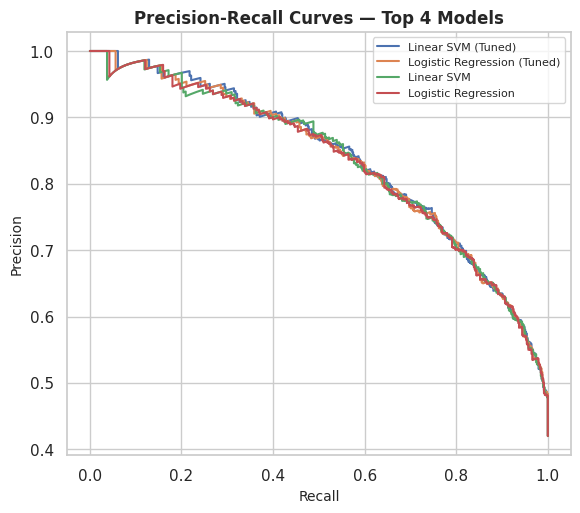 Precision-Recall Curves — Top 4 Models
Linear SVM (Tuned)
Logistic Regression (Tuned)
Linear SVM
Logistic Regression
Precision
1.0
0.9
0.8
0.7
0.6
0.5
0.4
0.0 0.2 0.4 0.6 0.8 1.0
Recall